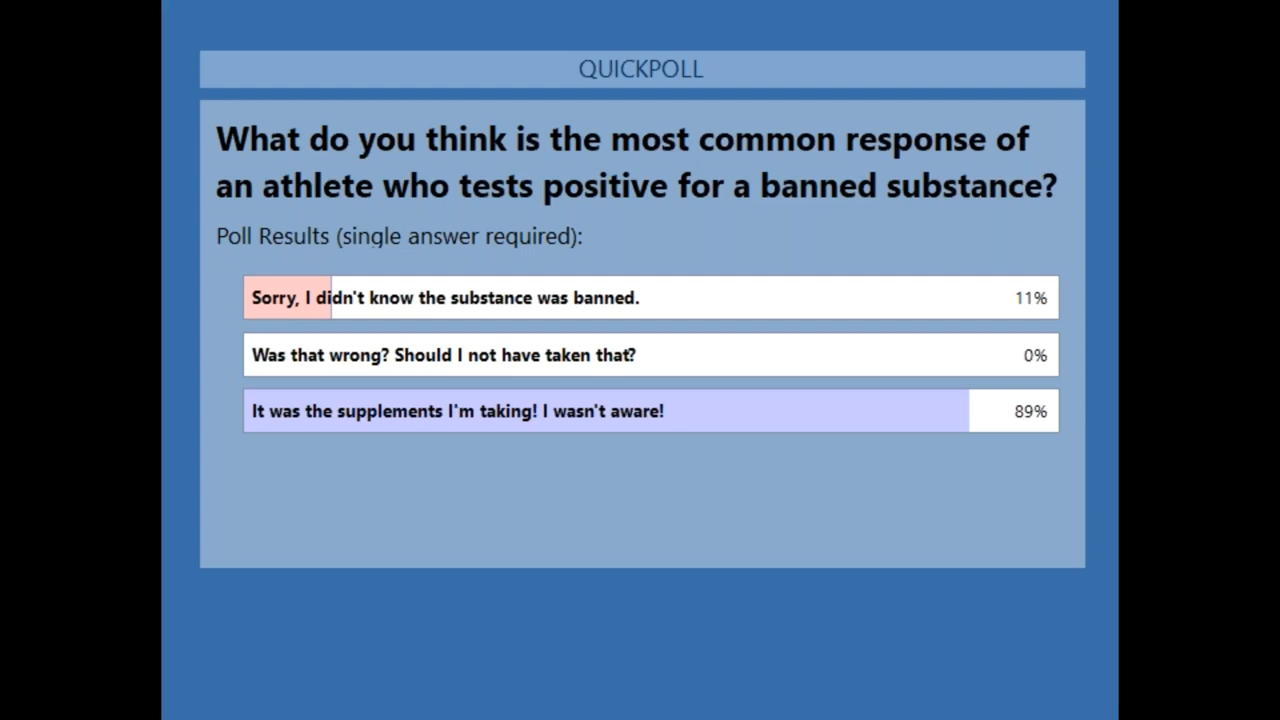 QUICKPOLL
What do you think is the most common response of
an athlete who tests positive for a banned substance?
Poll Results (single answer required):
Sorry, I didn't know the substance was banned. 11%
Was that wrong? Should I not have taken that? 0%
It was the supplements I'm taking! I wasn't aware! 89%